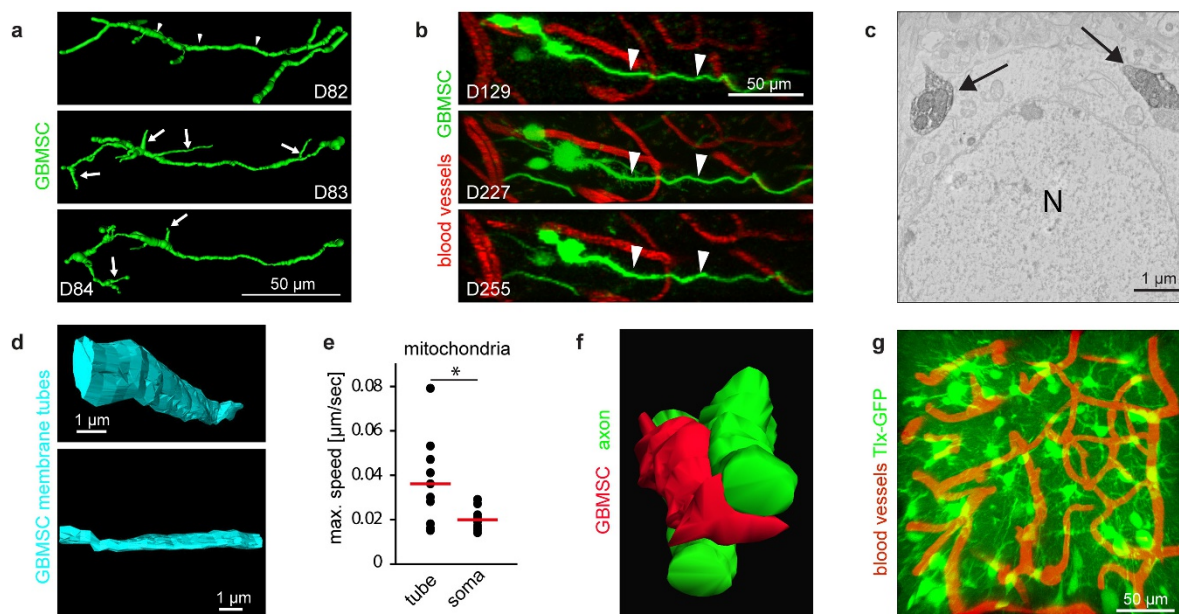 a
GBMSC
D82
D83
D84
50 µm
b
blood vessels GBMSC
D129
50 µm
D227
D255
c
N
1 µm
d
GBMSC membrane tubes
1 µm
1 µm
e
mitochondria
*
max. speed [µm/sec]
0.08
0.06
0.04
0.02
0
tube
soma
f
GBMSC axon
g
blood vessels Tlx-GFP
50 µm